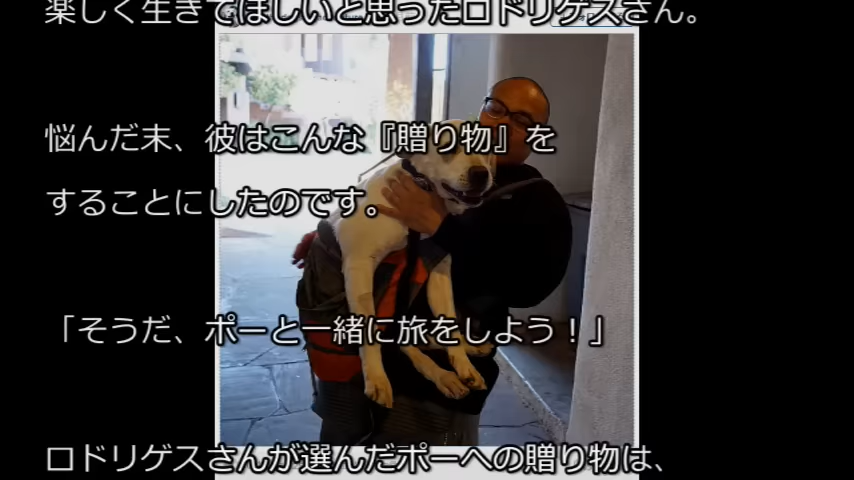 楽しく生きてほしいと思ったロドリゲスさん。
悩んだ末、彼はこんな『贈り物』を
することにしたのです。
「そうだ、ポーと一緒に旅をしよう！」
ロドリゲスさんが選んだポーへの贈り物は、